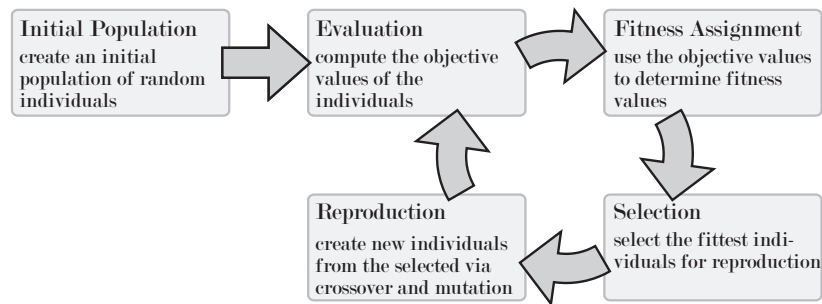 Initial Population
create an initial
population of random
individuals
Evaluation
compute the objective
values of the
individuals
Fitness Assignment
use the objective values
to determine fitness
values
Reproduction
create new individuals
from the selected via
crossover and mutation
Selection
select the fittest indi-
viduals for reproduction